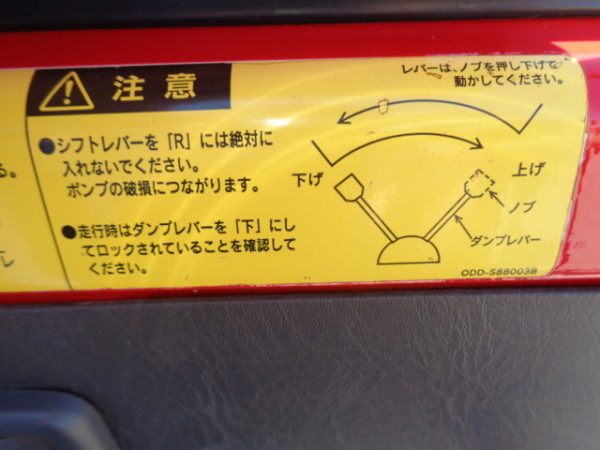 注意
●シフトレバーを「R」には絶対に
入れないでください。
ポンプの破損につながります。
●走行時はダンプレバーを「下」にし
てロックされていることを確認して
ください。
レバーは、ノブを押し下げて
動かしてください。
下げ
上げ
ノブ
ダンプレバー
ODD-S88003B
る。
レ